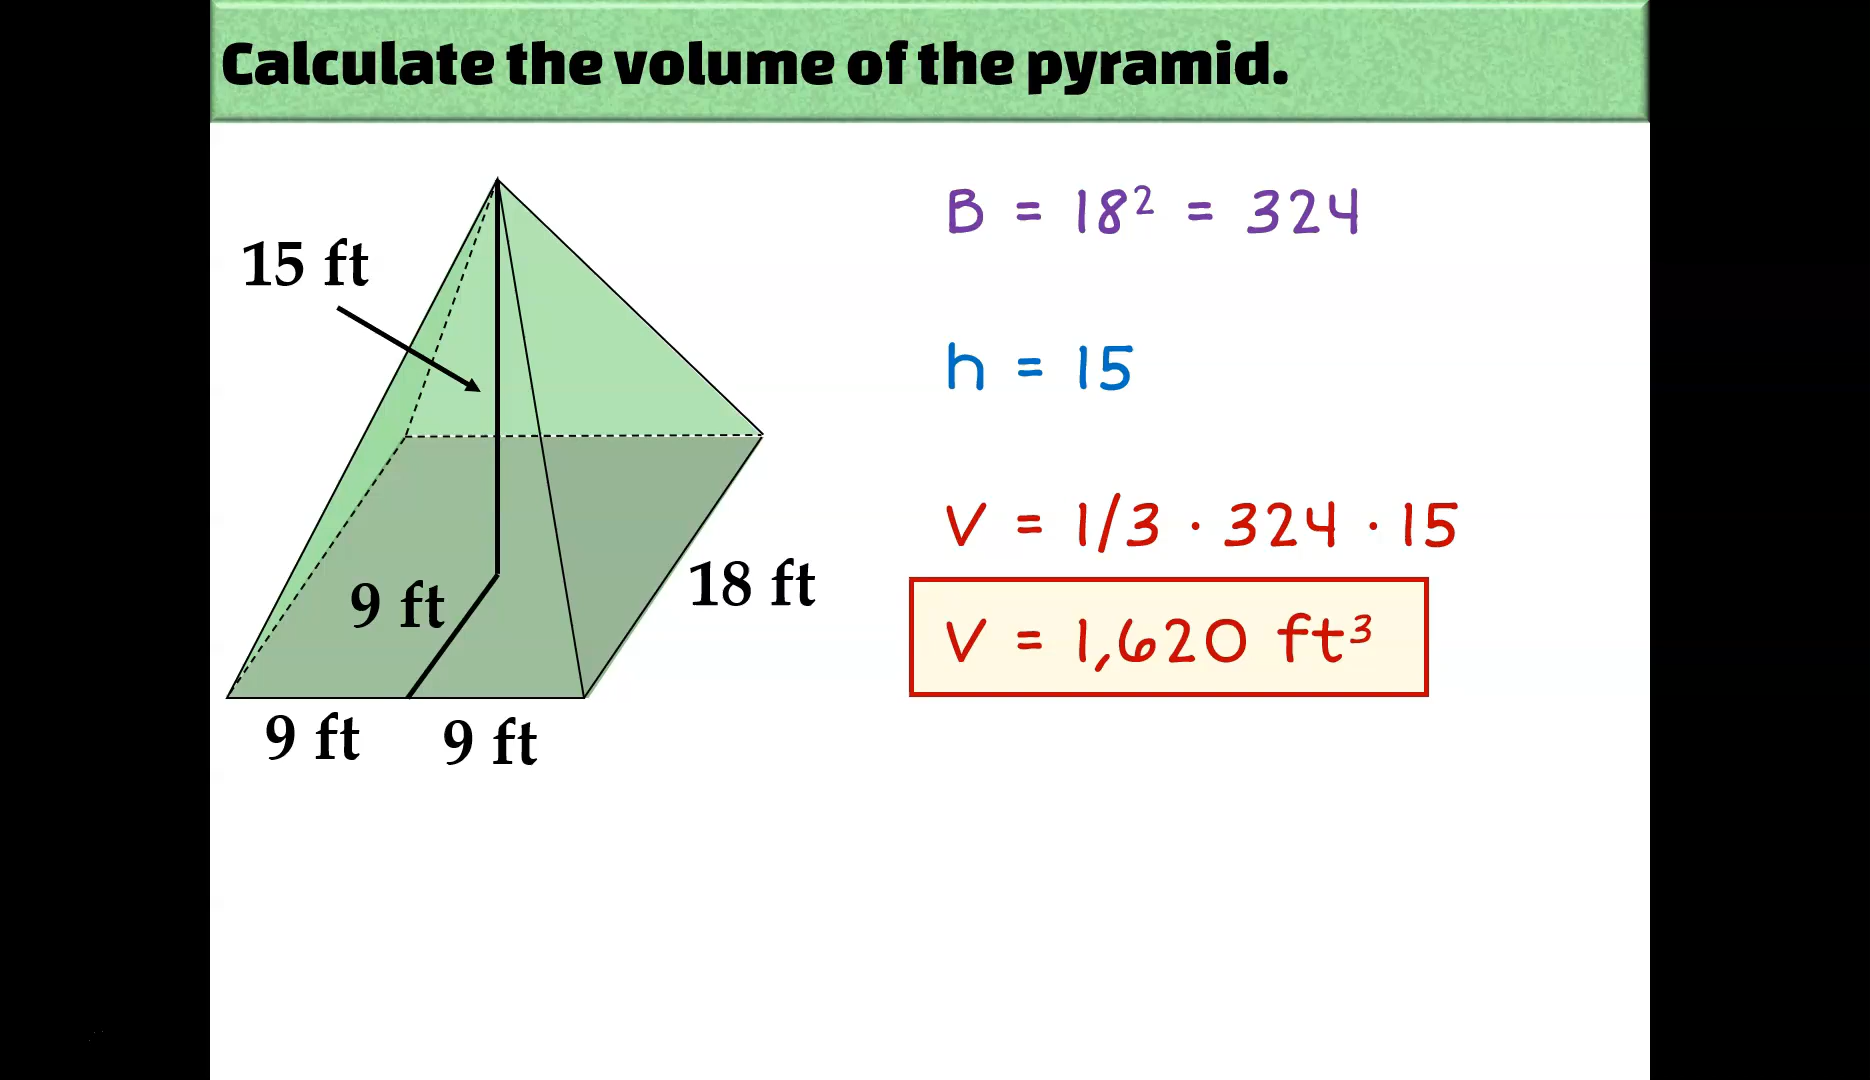 Calculate the volume of the pyramid.
B = 18² = 324
15 ft
h = 15
V = 1/3 · 324 · 15
18 ft
9 ft
V = 1,620 ft³
9 ft
9 ft